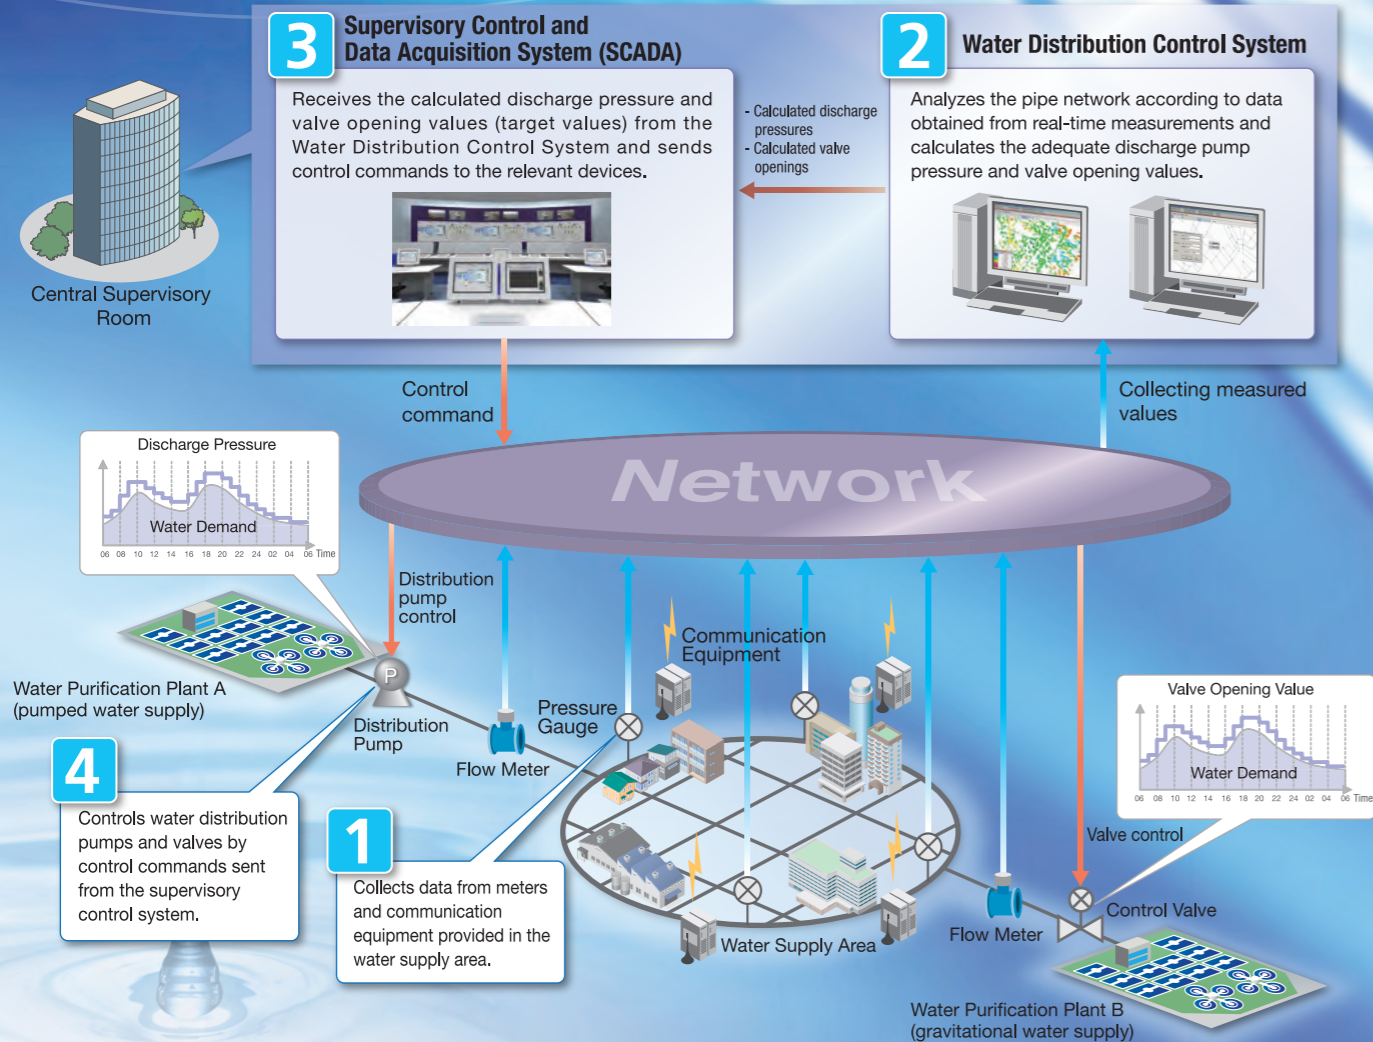 3
Supervisory Control and
Data Acquisition System (SCADA)
Receives the calculated discharge pressure and
valve opening values (target values) from the
Water Distribution Control System and sends
control commands to the relevant devices.
- Calculated discharge
pressures
- Calculated valve
openings
2
Water Distribution Control System
Analyzes the pipe network according to data
obtained from real-time measurements and
calculates the adequate discharge pump
pressure and valve opening values.
Central Supervisory
Room
Control
command
Collecting measured
values
Network
Discharge Pressure
Water Demand
06 08 10 12 14 16 18 20 22 24 02 04 06 Time
Distribution
pump
control
Communication
Equipment
Water Purification Plant A
(pumped water supply)
P
Distribution
Pump
Pressure
Gauge
Flow Meter
Valve Opening Value
Water Demand
06 08 10 12 14 16 18 20 22 24 02 04 06 Time
4
Controls water distribution
pumps and valves by
control commands sent
from the supervisory
control system.
1
Collects data from meters
and communication
equipment provided in the
water supply area.
Valve control
Control Valve
Flow Meter
Water Supply Area
Water Purification Plant B
(gravitational water supply)